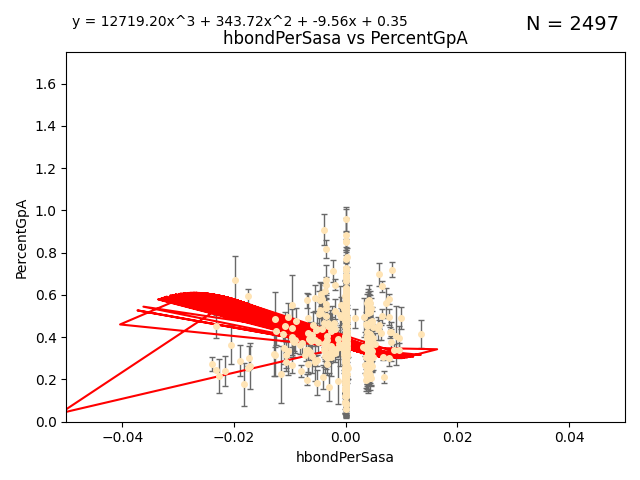 y = 12719.20x^3 + 343.72x^2 + -9.56x + 0.35
N = 2497
hbondPerSasa vs PercentGpA
1.6
1.4
1.2
1.0
0.8
0.6
0.4
0.2
0.0
PercentGpA
−0.04
−0.02
0.00
0.02
0.04
hbondPerSasa